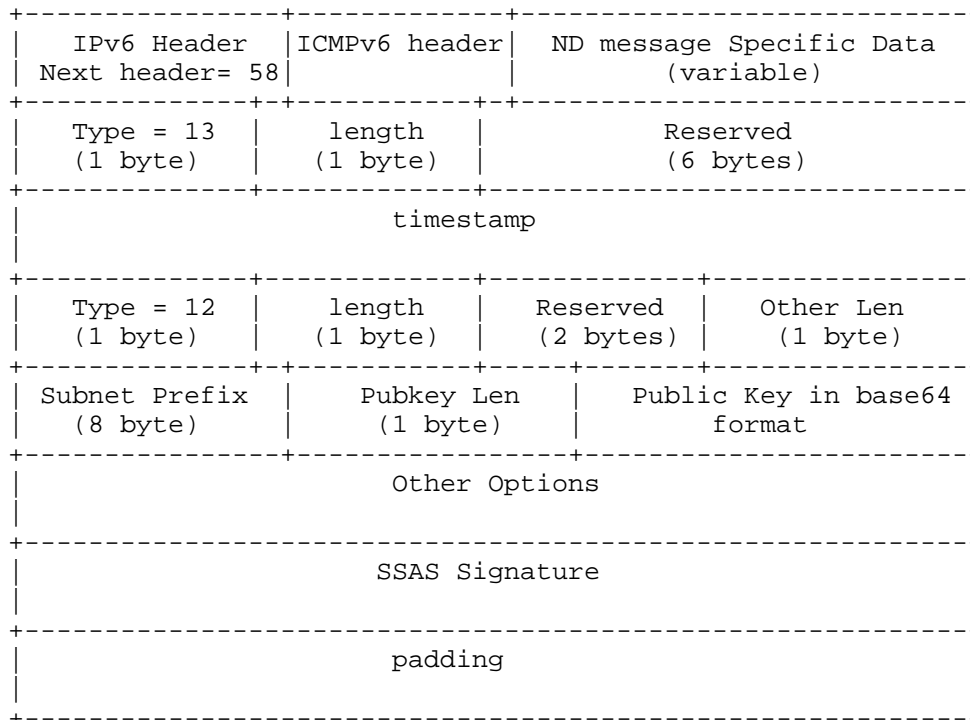 IPv6 Header ICMPv6 header ND message Specific Data
Next header= 58 (variable)
Type = 13 length Reserved
(1 byte) (1 byte) (6 bytes)
timestamp
Type = 12 length Reserved Other Len
(1 byte) (1 byte) (2 bytes) (1 byte)
Subnet Prefix Pubkey Len Public Key in base64
(8 byte) (1 byte) format
Other Options
SSAS Signature
padding